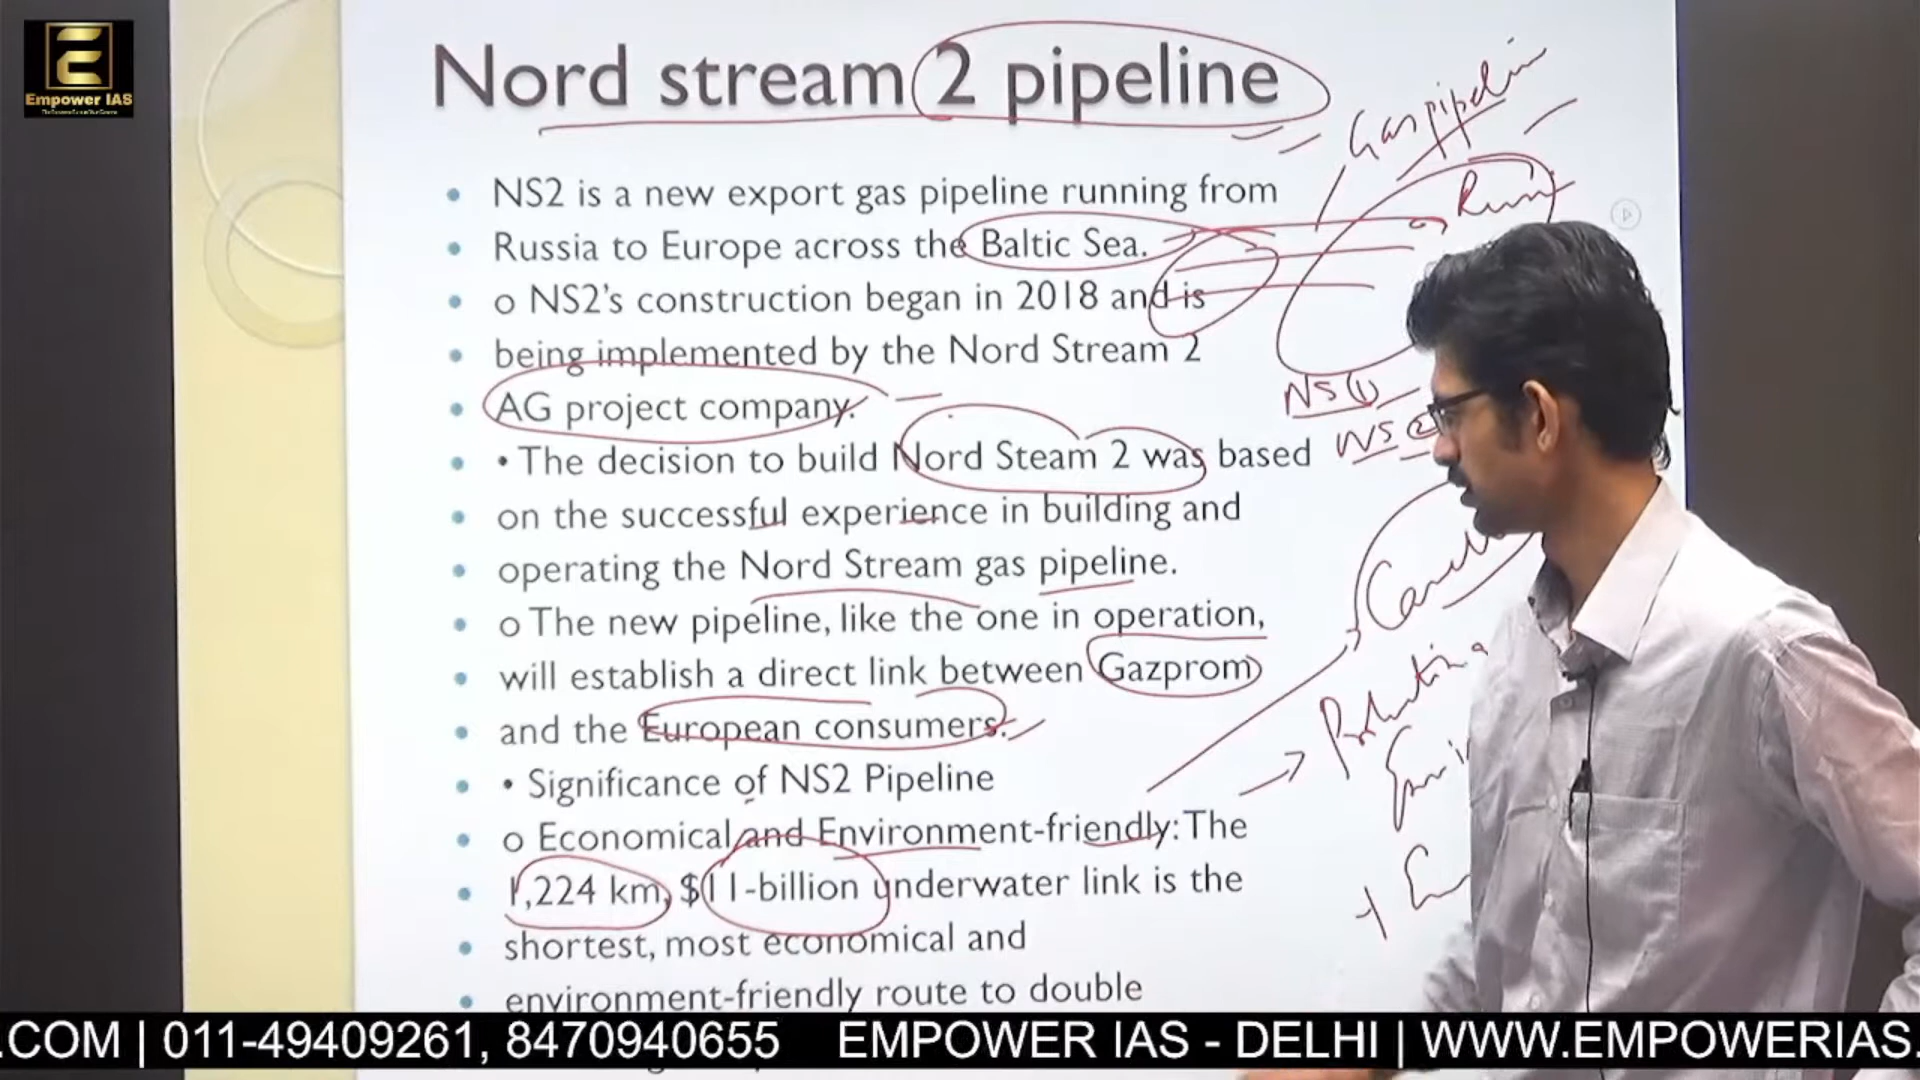 Empower IAS
Nord stream 2 pipeline
Gas pipelin
NS2 is a new export gas pipeline running from
Russia to Europe across the Baltic Sea.
o NS2's construction began in 2018 and is
being implemented by the Nord Stream 2
NS (1)
AG project company.
NS (2)
• The decision to build Nord Steam 2 was based
on the successful experience in building and
operating the Nord Stream gas pipeline.
o The new pipeline, like the one in operation,
will establish a direct link between Gazprom
and the European consumers.
• Significance of NS2 Pipeline
o Economical and Environment-friendly: The
1,224 km, $11-billion underwater link is the
shortest, most economical and
environment-friendly route to double
.COM | 011-49409261, 8470940655 EMPOWER IAS - DELHI | WWW.EMPOWERIAS.